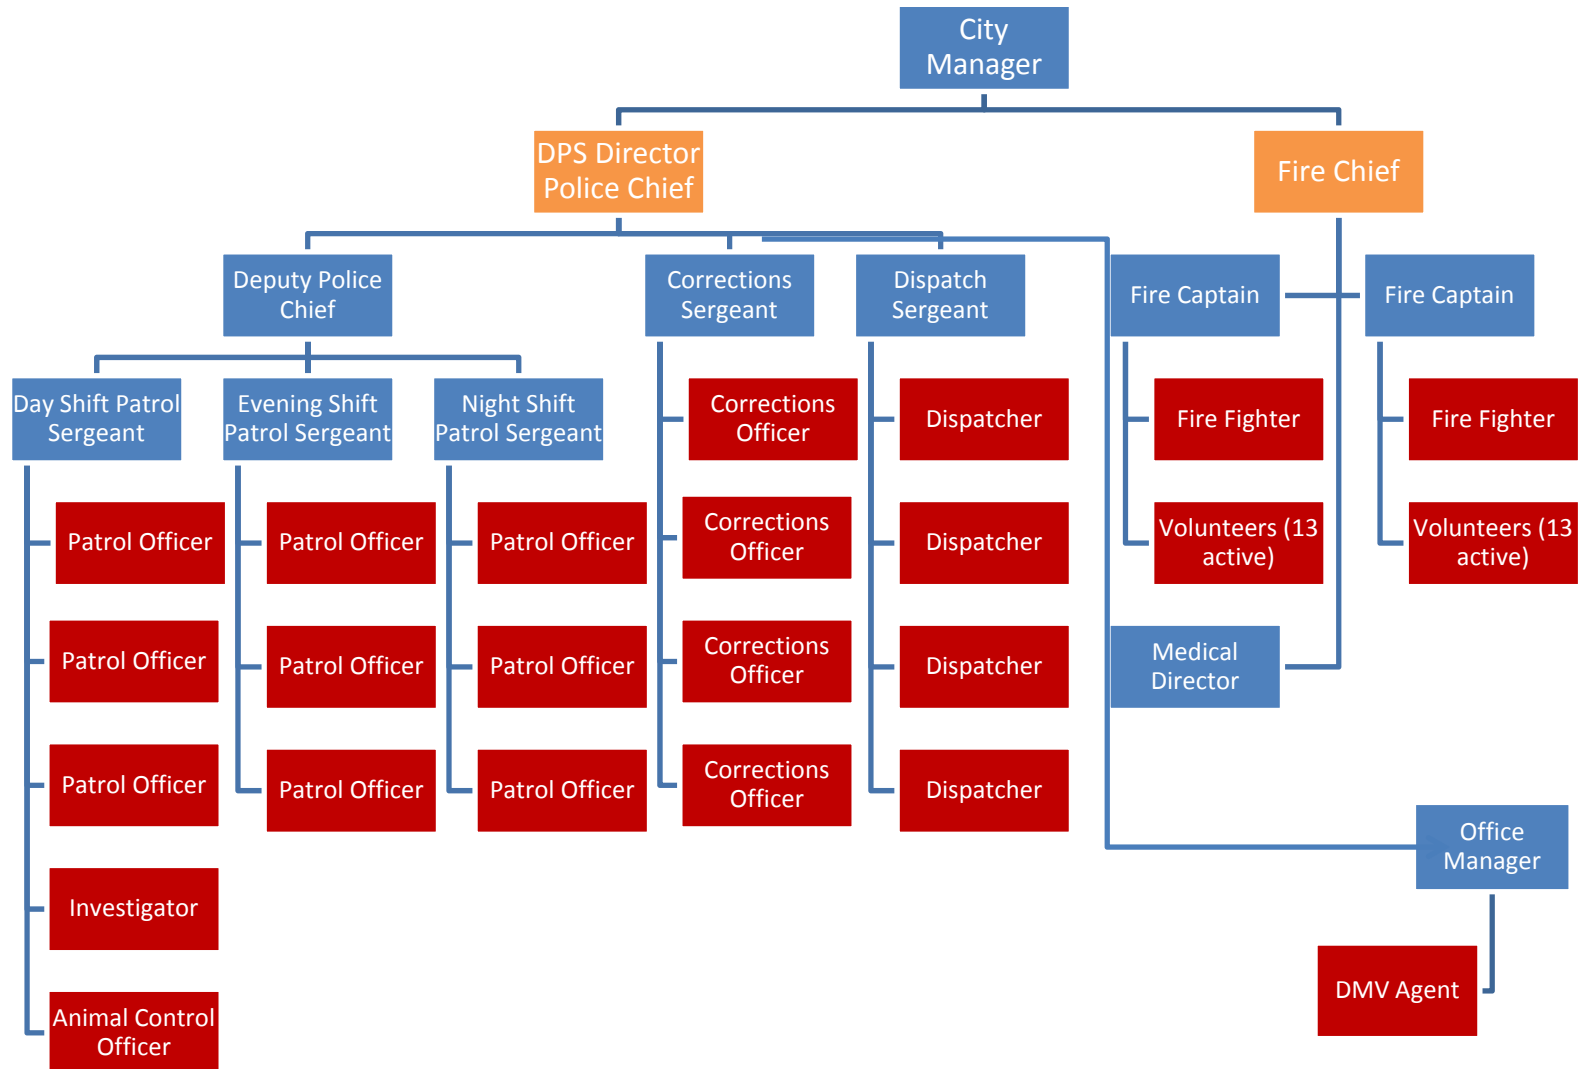 City
Manager
DPS Director
Police Chief
Fire Chief
Deputy Police
Chief
Corrections
Sergeant
Dispatch
Sergeant
Fire Captain
Fire Captain
Day Shift Patrol
Sergeant
Evening Shift
Patrol Sergeant
Night Shift
Patrol Sergeant
Corrections
Officer
Dispatcher
Fire Fighter
Fire Fighter
Patrol Officer
Patrol Officer
Patrol Officer
Corrections
Officer
Dispatcher
Volunteers (13
active)
Volunteers (13
active)
Patrol Officer
Patrol Officer
Patrol Officer
Corrections
Officer
Dispatcher
Medical
Director
Patrol Officer
Patrol Officer
Patrol Officer
Corrections
Officer
Dispatcher
Office
Manager
Investigator
DMV Agent
Animal Control
Officer